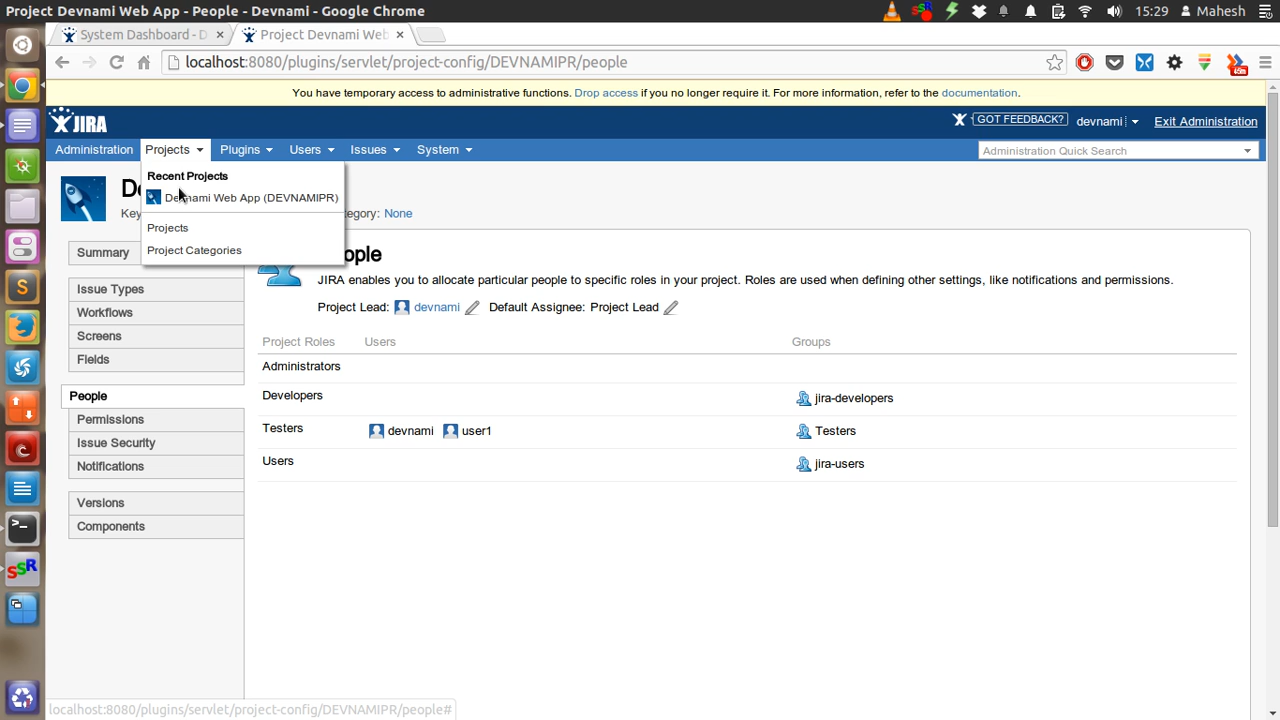 Project Devnami Web App - People - Devnami - Google Chrome
15:29 Mahesh
System Dashboard - D
Project Devnami Web
localhost:8080/plugins/servlet/project-config/DEVNAMIPR/people
45m
You have temporary access to administrative functions. Drop access if you no longer require it. For more information, refer to the documentation.
JIRA
GOT FEEDBACK? devnami Exit Administration
Administration Projects Plugins Users Issues System
Administration Quick Search
Recent Projects
Devnami Web App (DEVNAMIPR)
None
Projects
Project Categories
Summary
Issue Types
Workflows
Screens
Fields
People
Permissions
Issue Security
Notifications
Versions
Components
JIRA enables you to allocate particular people to specific roles in your project. Roles are used when defining other settings, like notifications and permissions.
Project Lead: devnami Default Assignee: Project Lead
Project Roles Users Groups
Administrators
Developers jira-developers
Testers devnami user1 Testers
Users jira-users
localhost:8080/plugins/servlet/project-config/DEVNAMIPR/people#